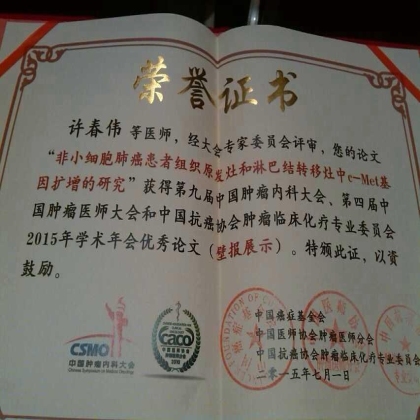 荣誉证书
许春伟 等医师，经大会专家委员会评审，您的论文
“非小细胞肺癌患者组织原发灶和淋巴结转移灶中c-Met基
因扩增的研究”获得第九届中国肿瘤内科大会、第四届中
国肿瘤医师大会和中国抗癌协会肿瘤临床化疗专业委员会
2015年学术年会优秀论文（壁报展示）。特颁此证，以资
鼓励。
中国癌症基金会
中国医师协会肿瘤医师分会
中国抗癌协会肿瘤临床化疗专业委员会
二〇一五年七月一日
CSMO
中国肿瘤内科大会
CACO